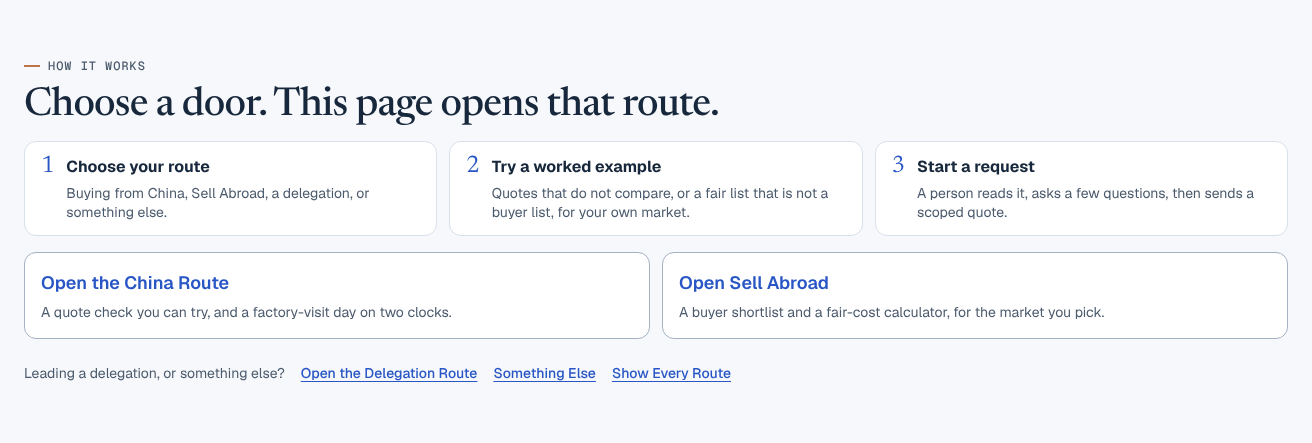 HOW IT WORKS
Choose a door. This page opens that route.
1 Choose your route
Buying from China, Sell Abroad, a delegation, or
something else.
2 Try a worked example
Quotes that do not compare, or a fair list that is not a
buyer list, for your own market.
3 Start a request
A person reads it, asks a few questions, then sends a
scoped quote.
Open the China Route
A quote check you can try, and a factory-visit day on two clocks.
Open Sell Abroad
A buyer shortlist and a fair-cost calculator, for the market you pick.
Leading a delegation, or something else? Open the Delegation Route Something Else Show Every Route